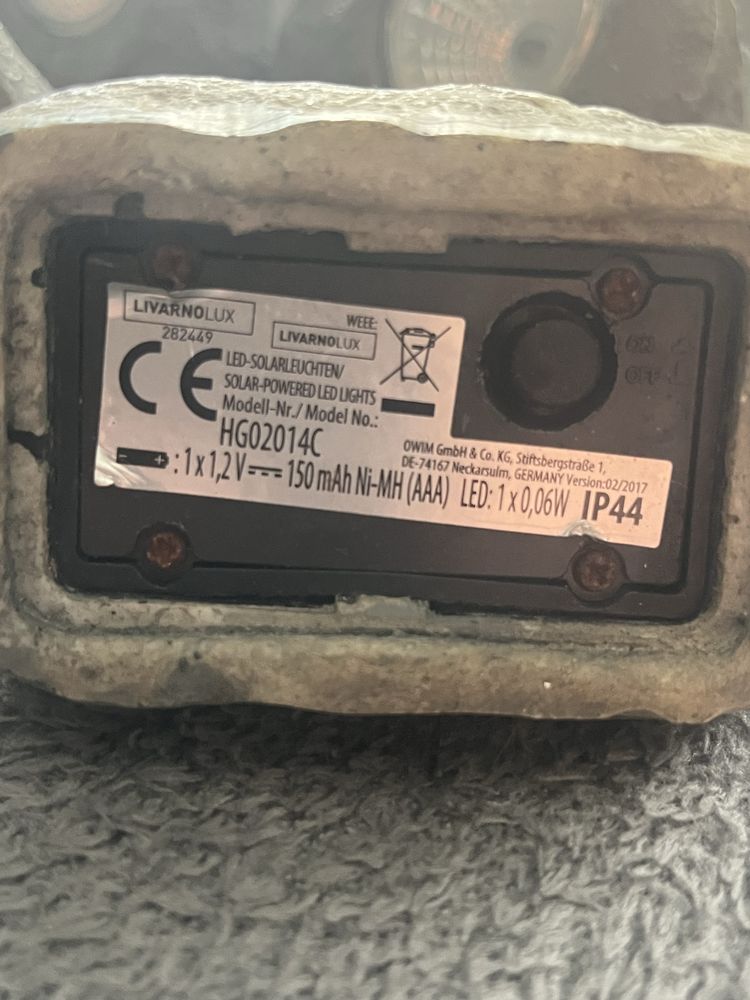 LIVARNOLUX
282449
LIVARNOLUX
WEEE:
CE
LED-SOLARLEUCHTEN/
SOLAR-POWERED LED LIGHTS
Modell-Nr./ Model No.:
HG02014C
- + : 1 x 1,2 V 150 mAh Ni-MH (AAA) LED: 1 x 0,06W IP44
OWIM GmbH & Co. KG, Stiftsbergstraße 1,
DE-74167 Neckarsulm, GERMANY Version:02/2017
ON
OFF